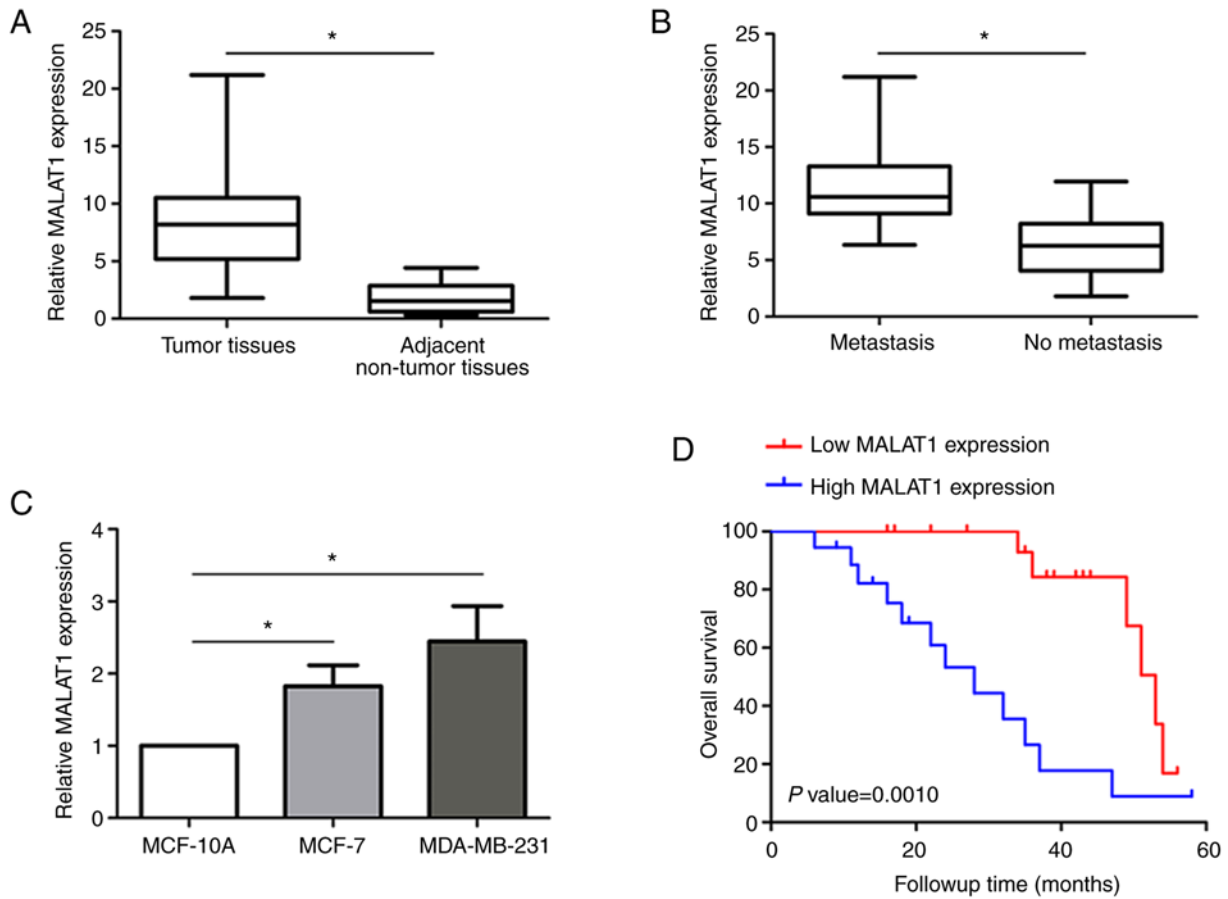 A
Relative MALAT1 expression
25
20
15
10
5
0
*
Tumor tissues
Adjacent
non-tumor tissues
B
Relative MALAT1 expression
25
20
15
10
5
0
*
Metastasis
No metastasis
C
Relative MALAT1 expression
4
3
2
1
0
*
*
MCF-10A
MCF-7
MDA-MB-231
D
Low MALAT1 expression
High MALAT1 expression
Overall survival
100
80
60
40
20
0
P value=0.0010
0
20
40
60
Followup time (months)